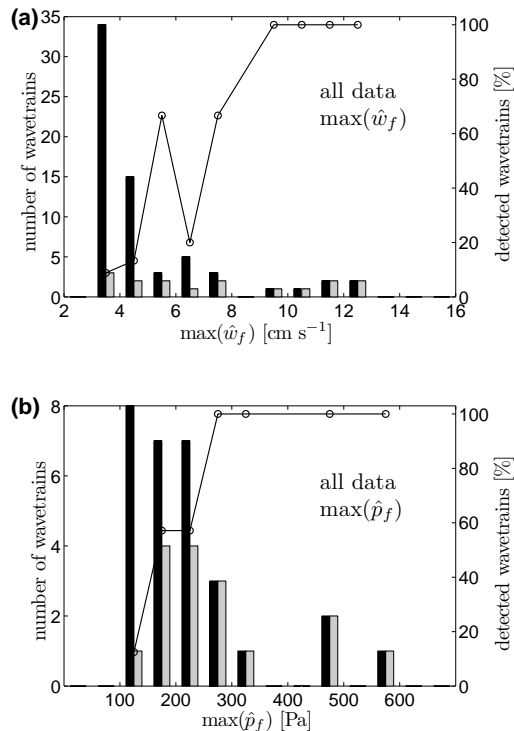 (a)
35
30
25
20
15
10
5
0
number of wavetrains
100
80
60
40
20
0
detected wavetrains [%]
all data
max(ŵ_f)
2 4 6 8 10 12 14 16
max(ŵ_f) [cm s⁻¹]
(b)
8
6
4
2
0
number of wavetrains
100
80
60
40
20
0
detected wavetrains [%]
all data
max(p̂_f)
100 200 300 400 500 600
max(p̂_f) [Pa]